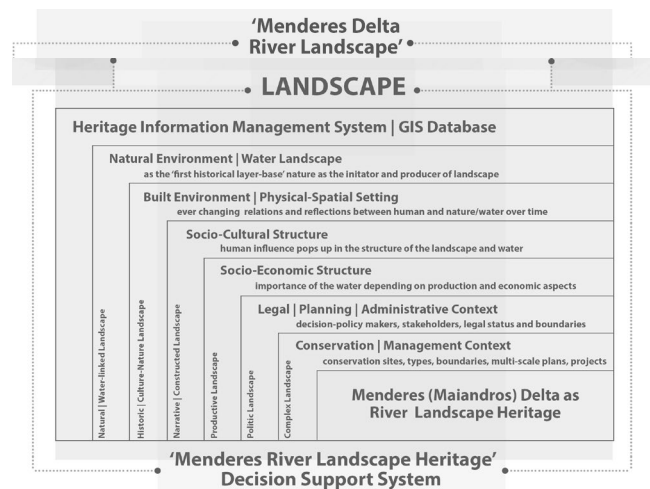 ‘Menderes Delta
River Landscape’
LANDSCAPE
Heritage Information Management System | GIS Database
Natural Environment | Water Landscape
as the ‘first historical layer-base’ nature as the initator and producer of landscape
Built Environment | Physical-Spatial Setting
ever changing relations and reflections between human and nature/water over time
Socio-Cultural Structure
human influence pops up in the structure of the landscape and water
Socio-Economic Structure
importance of the water depending on production and economic aspects
Legal | Planning | Administrative Context
decision-policy makers, stakeholders, legal status and boundaries
Conservation | Management Context
conservation sites, types, boundaries, multi-scale plans, projects
Natural | Water-linked Landscape
Historic | Culture-Nature Landscape
Narrative | Constructed Landscape
Productive Landscape
Politic Landscape
Complex Landscape
Menderes (Maiandros) Delta as
River Landscape Heritage
‘Menderes River Landscape Heritage’
Decision Support System